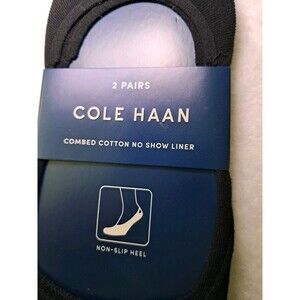 2 PAIRS
COLE HAAN
COMBED COTTON NO SHOW LINER
NON-SLIP HEEL